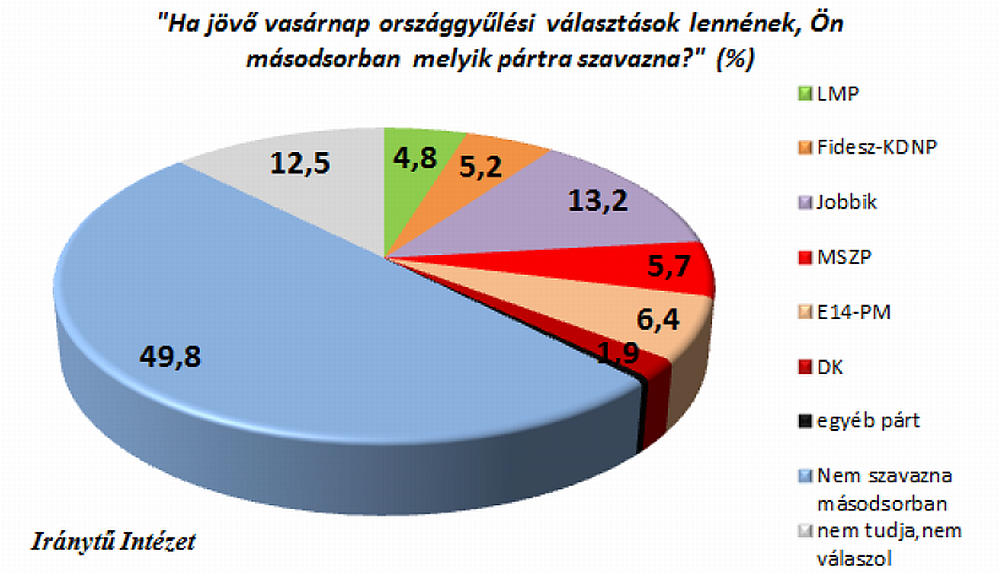 "Ha jövő vasárnap országgyűlési választások lennének, Ön
másodsorban melyik pártra szavazna?" (%)
LMP
Fidesz-KDNP
Jobbik
MSZP
E14-PM
DK
egyéb párt
Nem szavazna
másodsorban
nem tudja,nem
válaszol
12,5
4,8
5,2
13,2
5,7
6,4
1,9
49,8
Iránytű Intézet